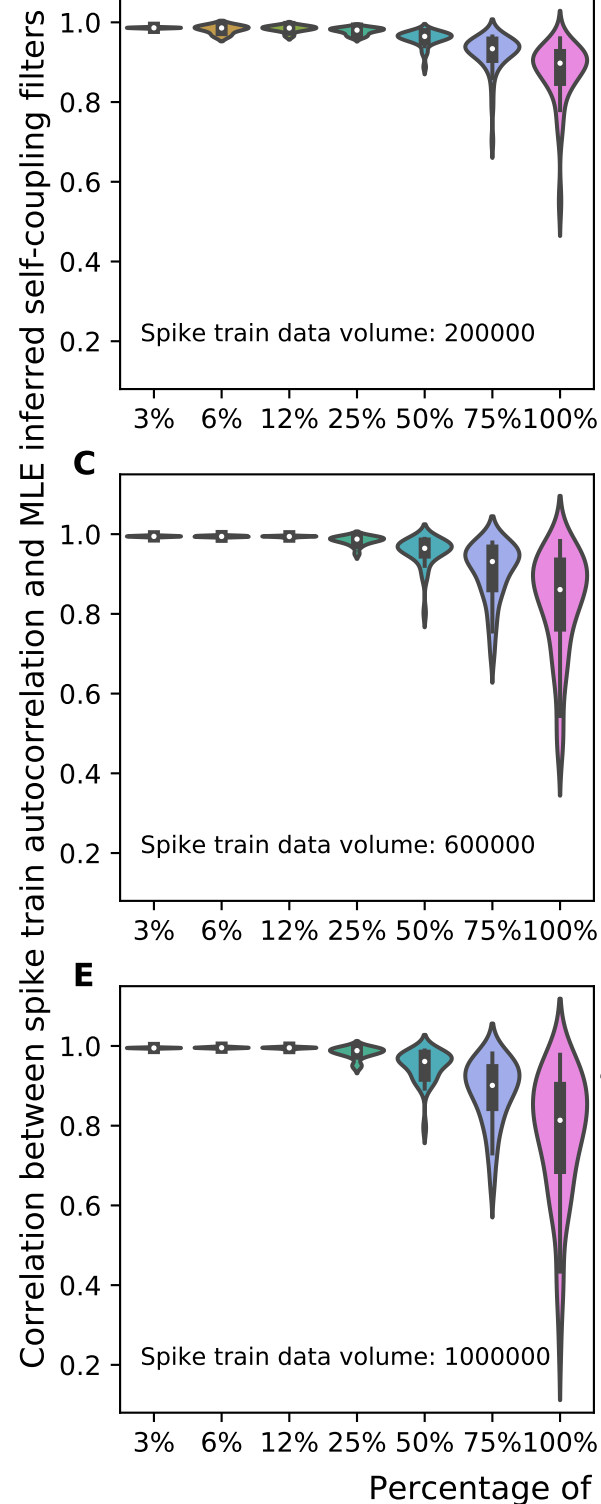 Correlation between spike train autocorrelation and MLE inferred self-coupling filters
1.0
0.8
0.6
0.4
0.2
Spike train data volume: 200000
3% 6% 12% 25% 50% 75% 100%
C
1.0
0.8
0.6
0.4
0.2
Spike train data volume: 600000
3% 6% 12% 25% 50% 75% 100%
E
1.0
0.8
0.6
0.4
0.2
Spike train data volume: 1000000
3% 6% 12% 25% 50% 75% 100%
Percentage of